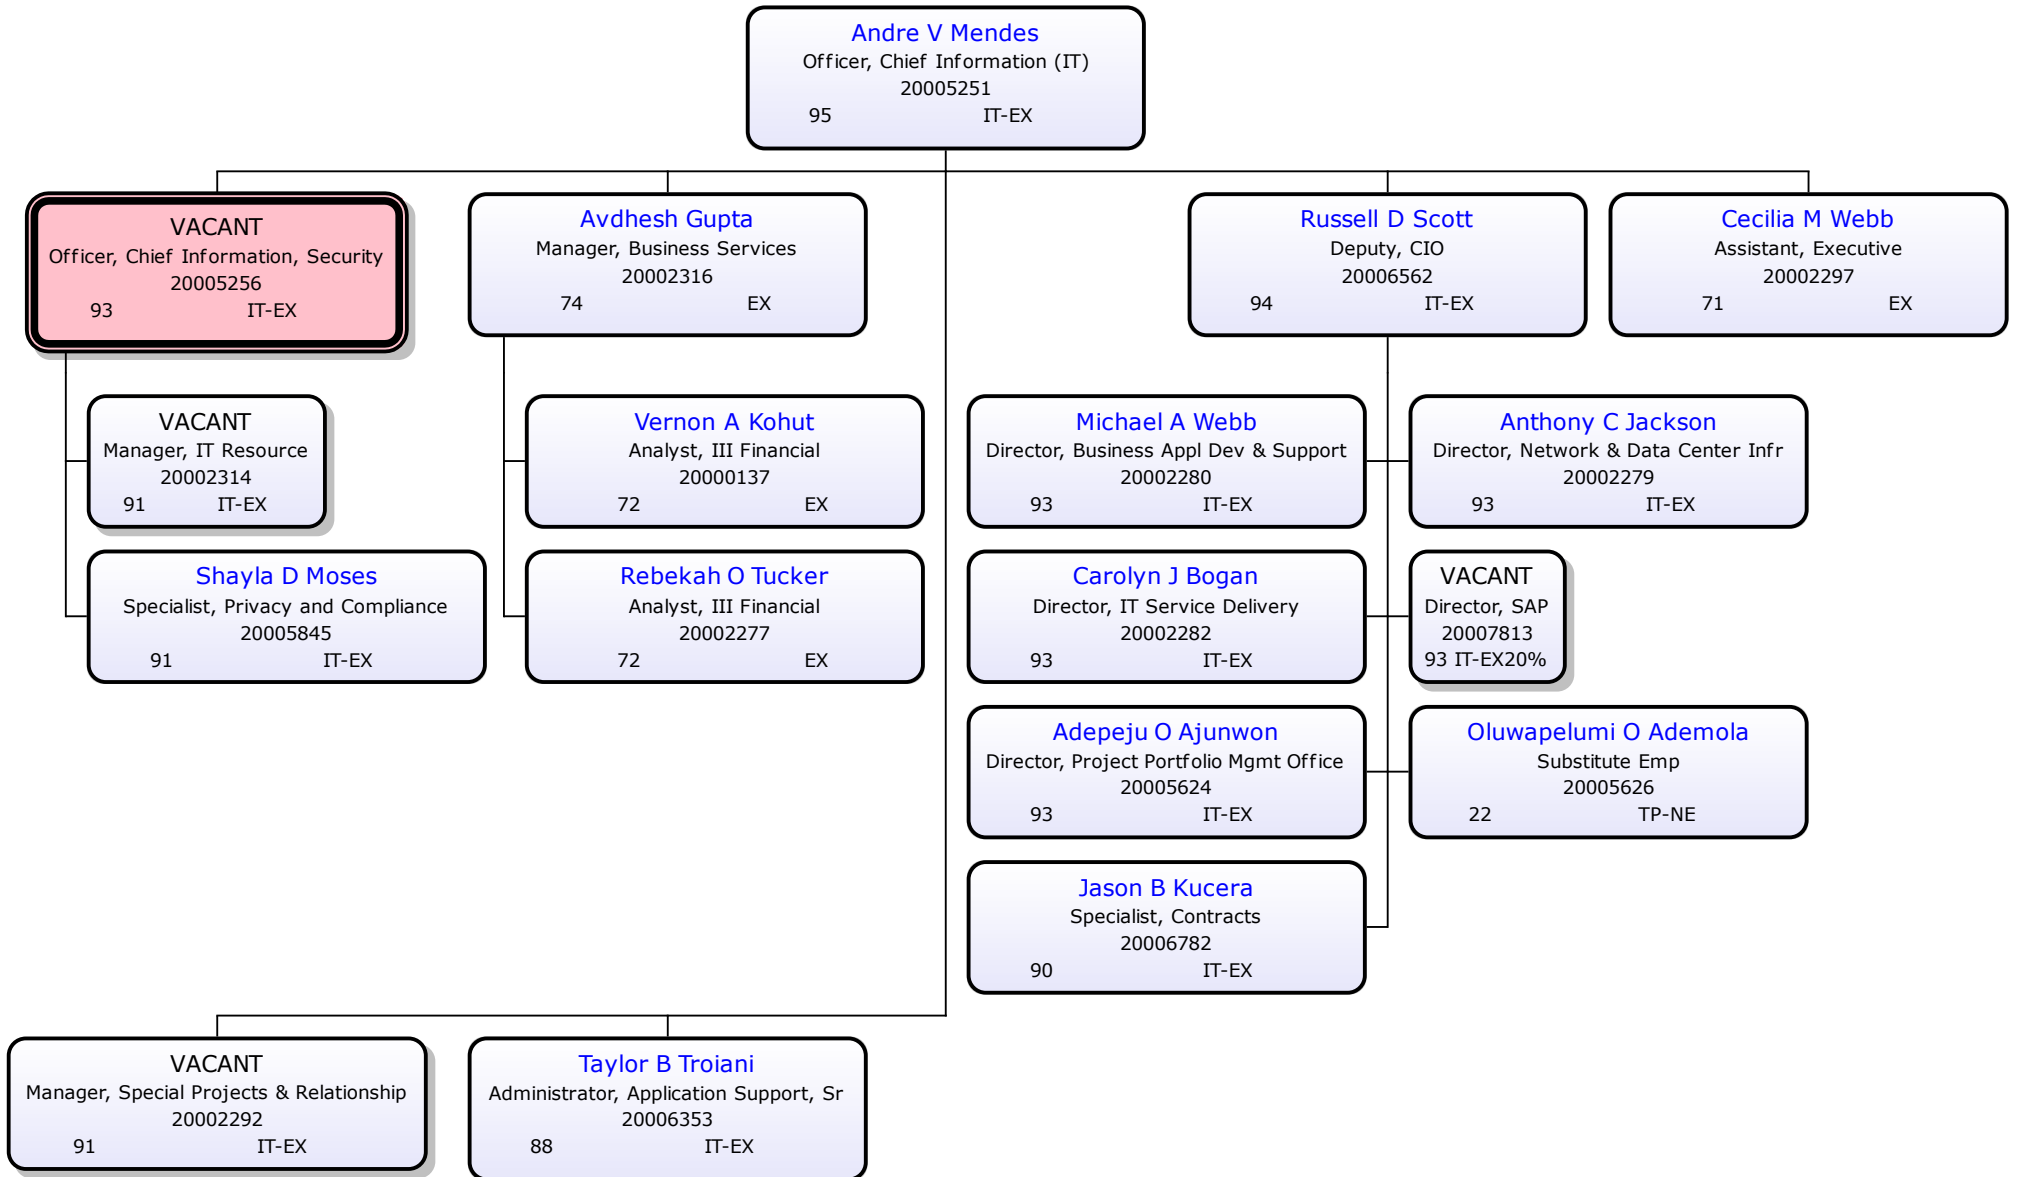 Andre V Mendes
Officer, Chief Information (IT)
20005251
95 IT-EX
VACANT
Officer, Chief Information, Security
20005256
93 IT-EX
Avdhesh Gupta
Manager, Business Services
20002316
74 EX
Russell D Scott
Deputy, CIO
20006562
94 IT-EX
Cecilia M Webb
Assistant, Executive
20002297
71 EX
VACANT
Manager, IT Resource
20002314
91 IT-EX
Shayla D Moses
Specialist, Privacy and Compliance
20005845
91 IT-EX
Vernon A Kohut
Analyst, III Financial
20000137
72 EX
Rebekah O Tucker
Analyst, III Financial
20002277
72 EX
Michael A Webb
Director, Business Appl Dev & Support
20002280
93 IT-EX
Anthony C Jackson
Director, Network & Data Center Infr
20002279
93 IT-EX
Carolyn J Bogan
Director, IT Service Delivery
20002282
93 IT-EX
VACANT
Director, SAP
20007813
93 IT-EX20%
Adepeju O Ajunwon
Director, Project Portfolio Mgmt Office
20005624
93 IT-EX
Oluwapelumi O Ademola
Substitute Emp
20005626
22 TP-NE
Jason B Kucera
Specialist, Contracts
20006782
90 IT-EX
VACANT
Manager, Special Projects & Relationship
20002292
91 IT-EX
Taylor B Troiani
Administrator, Application Support, Sr
20006353
88 IT-EX